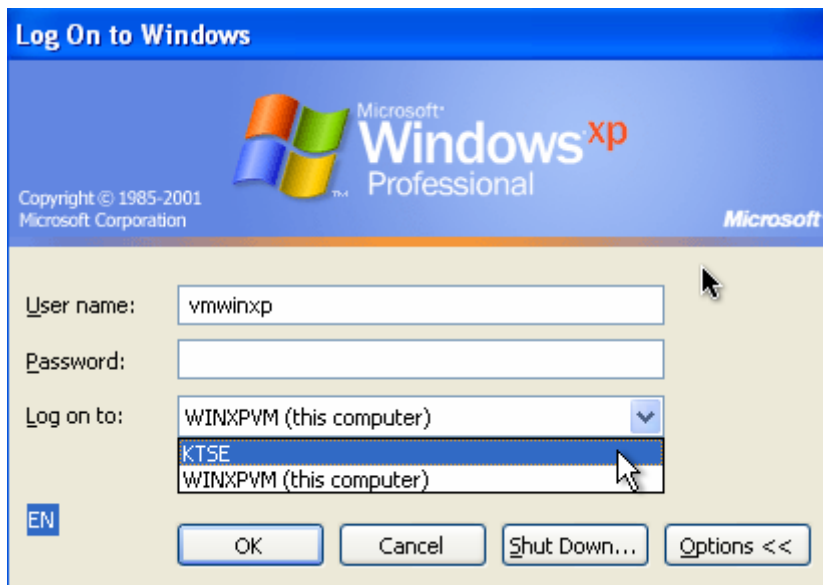 Log On to Windows
Microsoft®
Windows xp
Professional
TM
Copyright © 1985-2001
Microsoft Corporation
Microsoft
User name: vmwinxp
Password:
Log on to: WINXPVM (this computer)
KTSE
WINXPVM (this computer)
EN
OK Cancel Shut Down... Options <<